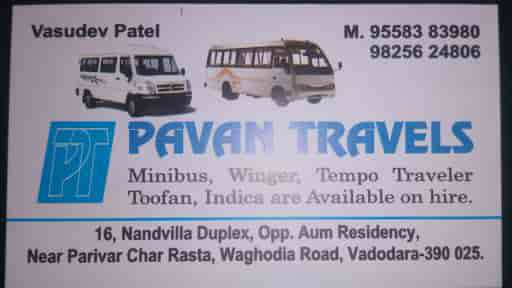 Vasudev Patel
M. 95583 83980
98256 24806
PT
PAVAN TRAVELS
Minibus, Winger, Tempo Traveler
Toofan, Indica are Available on hire.
16, Nandvilla Duplex, Opp. Aum Residency,
Near Parivar Char Rasta, Waghodia Road, Vadodara-390 025.